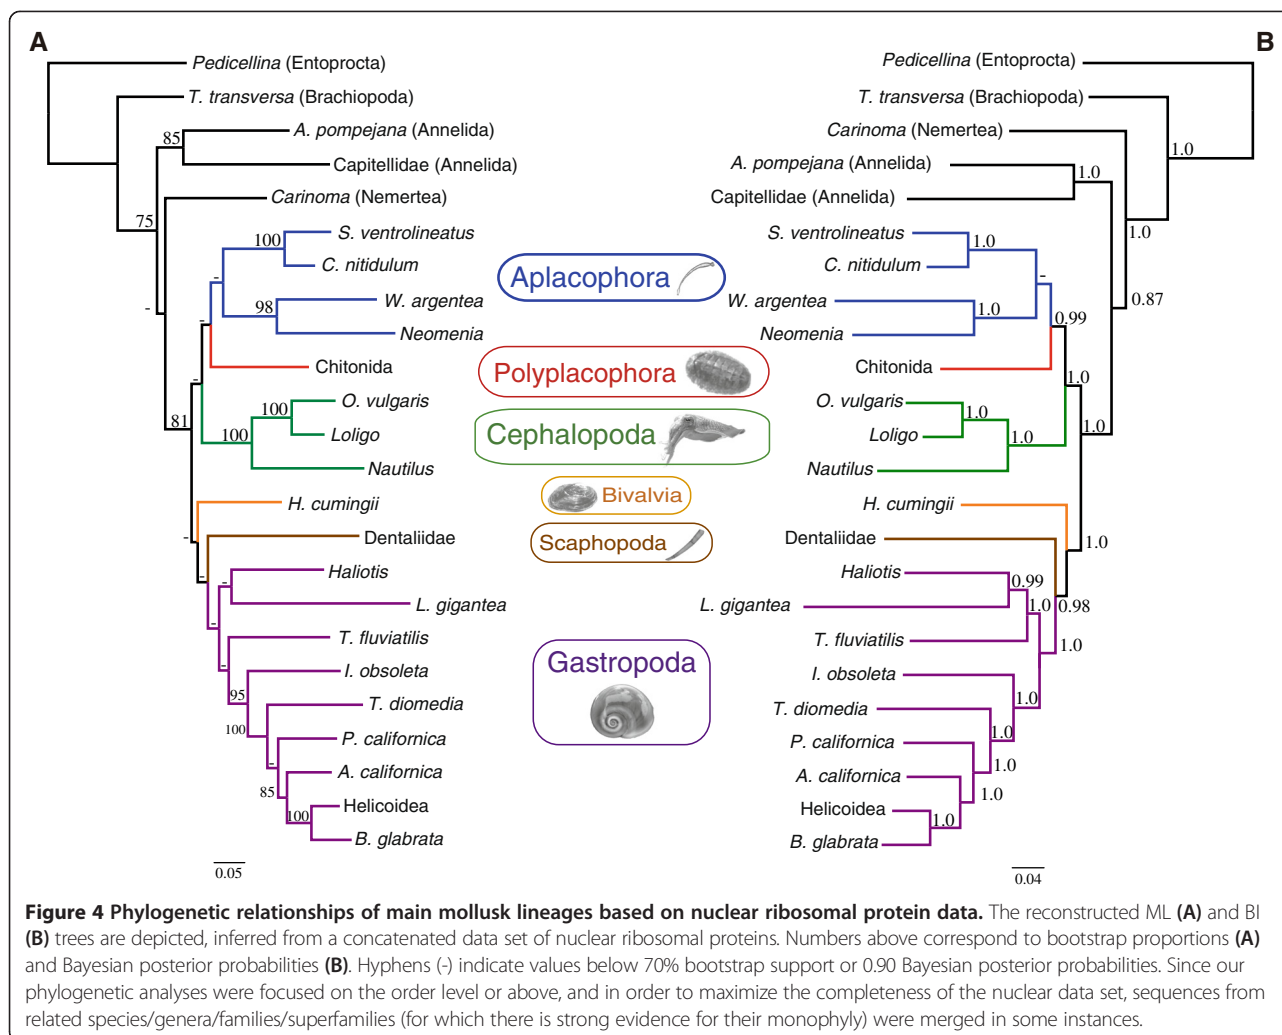 A
B
Pedicellina (Entoprocta)
T. transversa (Brachiopoda)
85
A. pompejana (Annelida)
Capitellidae (Annelida)
Carinoma (Nemertea)
75
-
100
S. ventrolineatus
C. nitidulum
-
98
W. argentea
Neomenia
-
Chitonida
-
81
100
O. vulgaris
100
Loligo
Nautilus
H. cumingii
-
Dentaliidae
Haliotis
-
L. gigantea
-
T. fluviatilis
-
I. obsoleta
95
T. diomedia
100
P. californica
-
A. californica
85
Helicoidea
100
B. glabrata
0.05
Aplacophora
Polyplacophora
Cephalopoda
Bivalvia
Scaphopoda
Gastropoda
Pedicellina (Entoprocta)
T. transversa (Brachiopoda)
Carinoma (Nemertea)
1.0
A. pompejana (Annelida)
1.0
Capitellidae (Annelida)
1.0
S. ventrolineatus
1.0
C. nitidulum
-
W. argentea
0.87
1.0
Neomenia
0.99
Chitonida
1.0
O. vulgaris
1.0
Loligo
1.0
1.0
Nautilus
H. cumingii
Dentaliidae
1.0
Haliotis
0.99
L. gigantea
1.0
0.98
T. fluviatilis
1.0
I. obsoleta
1.0
T. diomedia
1.0
P. californica
1.0
A. californica
1.0
Helicoidea
1.0
B. glabrata
0.04
Figure 4 Phylogenetic relationships of main mollusk lineages based on nuclear ribosomal protein data. The reconstructed ML (A) and BI
(B) trees are depicted, inferred from a concatenated data set of nuclear ribosomal proteins. Numbers above correspond to bootstrap proportions (A)
and Bayesian posterior probabilities (B). Hyphens (-) indicate values below 70% bootstrap support or 0.90 Bayesian posterior probabilities. Since our
phylogenetic analyses were focused on the order level or above, and in order to maximize the completeness of the nuclear data set, sequences from
related species/genera/families/superfamilies (for which there is strong evidence for their monophyly) were merged in some instances.